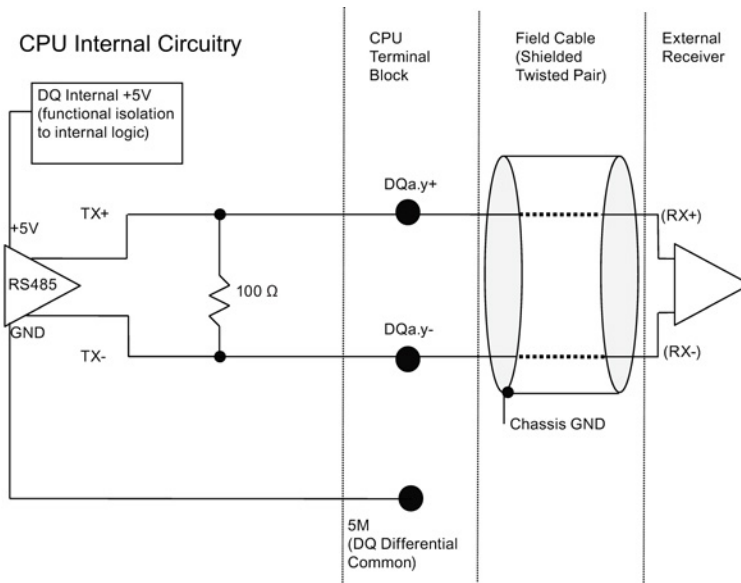 CPU Internal Circuitry
CPU
Terminal
Block
Field Cable
(Shielded
Twisted Pair)
External
Receiver
DQ Internal +5V
(functional isolation
to internal logic)
DQa.y+
TX+
(RX+)
+5V
RS485
100 Ω
GND
DQa.y-
TX-
(RX-)
Chassis GND
5M
(DQ Differential
Common)